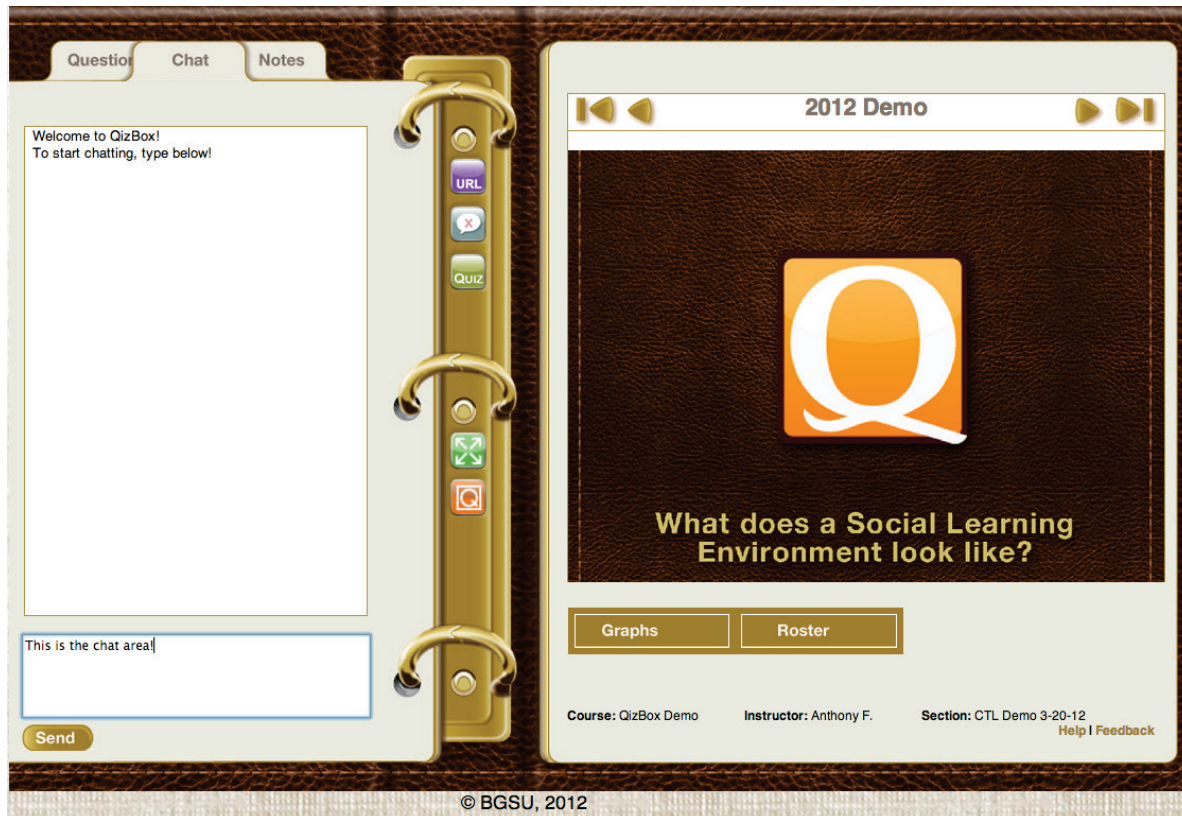 Question
Chat
Notes
Welcome to QizBox!
To start chatting, type below!
This is the chat area!
Send
URL
X
QUIZ
Q
2012 Demo
Q
What does a Social Learning
Environment look like?
Graphs
Roster
Course: QizBox Demo
Instructor: Anthony F.
Section: CTL Demo 3-20-12
Help | Feedback
© BGSU, 2012